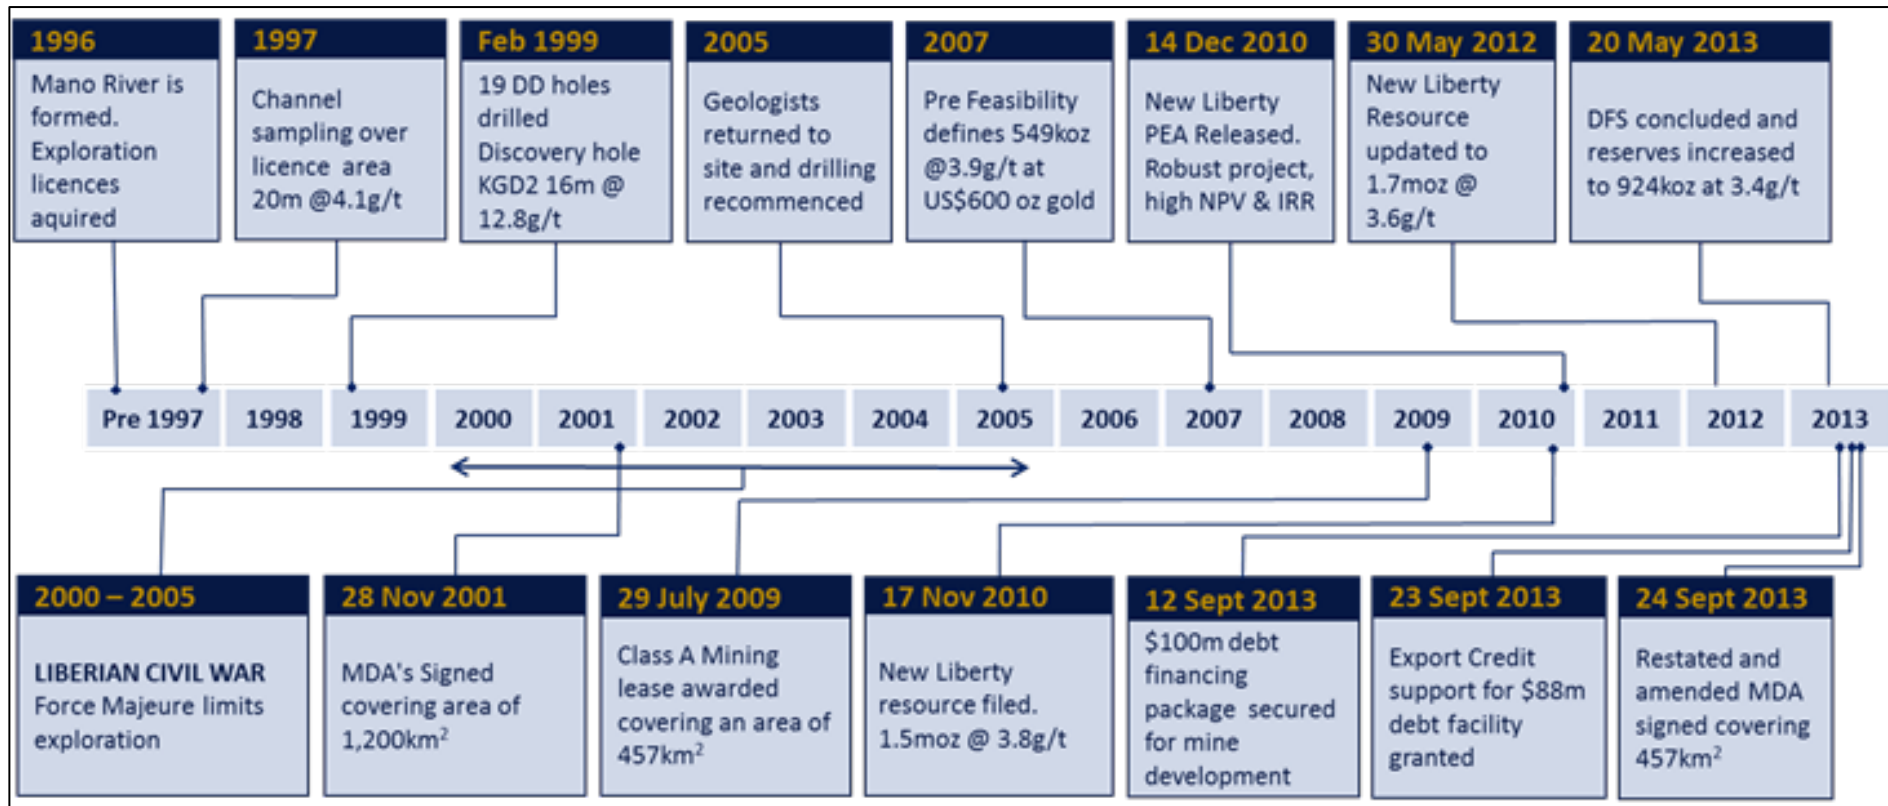 1996
Mano River is
formed.
Exploration
licences
aquired
1997
Channel
sampling over
licence area
20m @4.1g/t
Feb 1999
19 DD holes
drilled
Discovery hole
KGD2 16m @
12.8g/t
2005
Geologists
returned to
site and drilling
recommenced
2007
Pre Feasibility
defines 549koz
@3.9g/t at
US$600 oz gold
14 Dec 2010
New Liberty
PEA Released.
Robust project,
high NPV & IRR
30 May 2012
New Liberty
Resource
updated to
1.7moz @
3.6g/t
20 May 2013
DFS concluded and
reserves increased
to 924koz at 3.4g/t
Pre 1997 1998 1999 2000 2001 2002 2003 2004 2005 2006 2007 2008 2009 2010 2011 2012 2013
2000 – 2005
LIBERIAN CIVIL WAR
Force Majeure limits
exploration
28 Nov 2001
MDA's Signed
covering area of
1,200km²
29 July 2009
Class A Mining
lease awarded
covering an area of
457km²
17 Nov 2010
New Liberty
resource filed.
1.5moz @ 3.8g/t
12 Sept 2013
$100m debt
financing
package secured
for mine
development
23 Sept 2013
Export Credit
support for $88m
debt facility
granted
24 Sept 2013
Restated and
amended MDA
signed covering
457km²